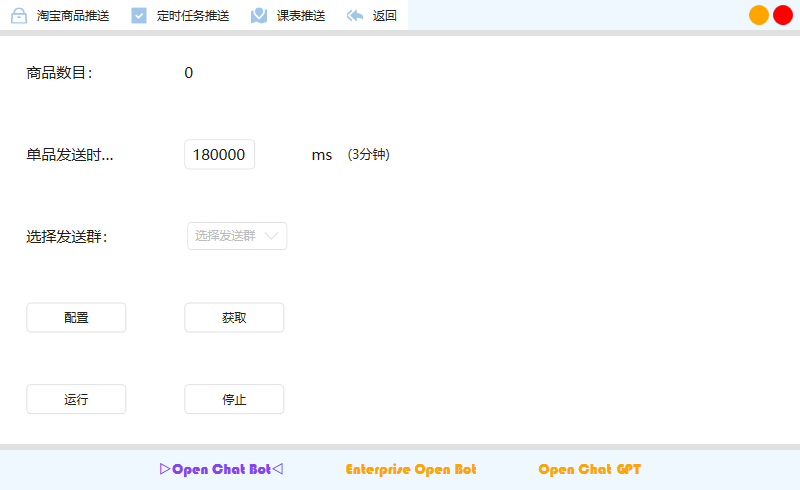 淘宝商品推送 定时任务推送 课表推送 返回
商品数目： 0
单品发送时... 180000 ms (3分钟)
选择发送群： 选择发送群
配置 获取
运行 停止
▷Open Chat Bot◁ Enterprise Open Bot Open Chat GPT